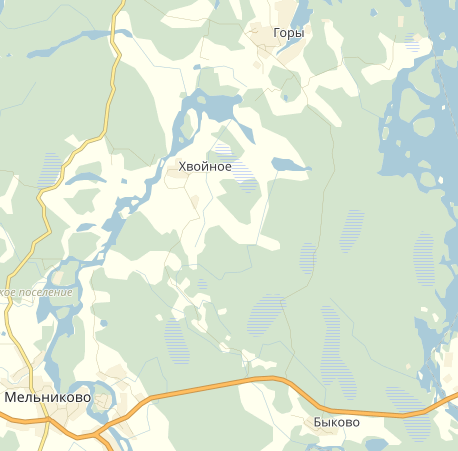 Горы
Хвойное
кое поселение
Мельниково
Быково